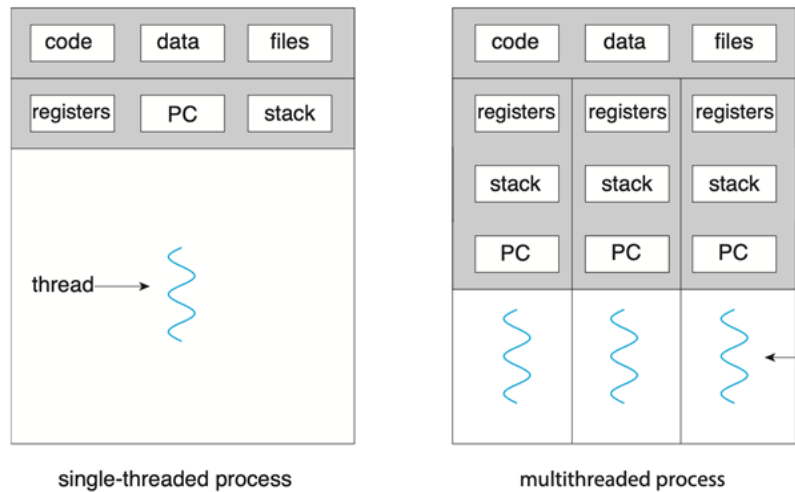 code data files
registers PC stack
thread
single-threaded process
code data files
registers registers registers
stack stack stack
PC PC PC
multithreaded process